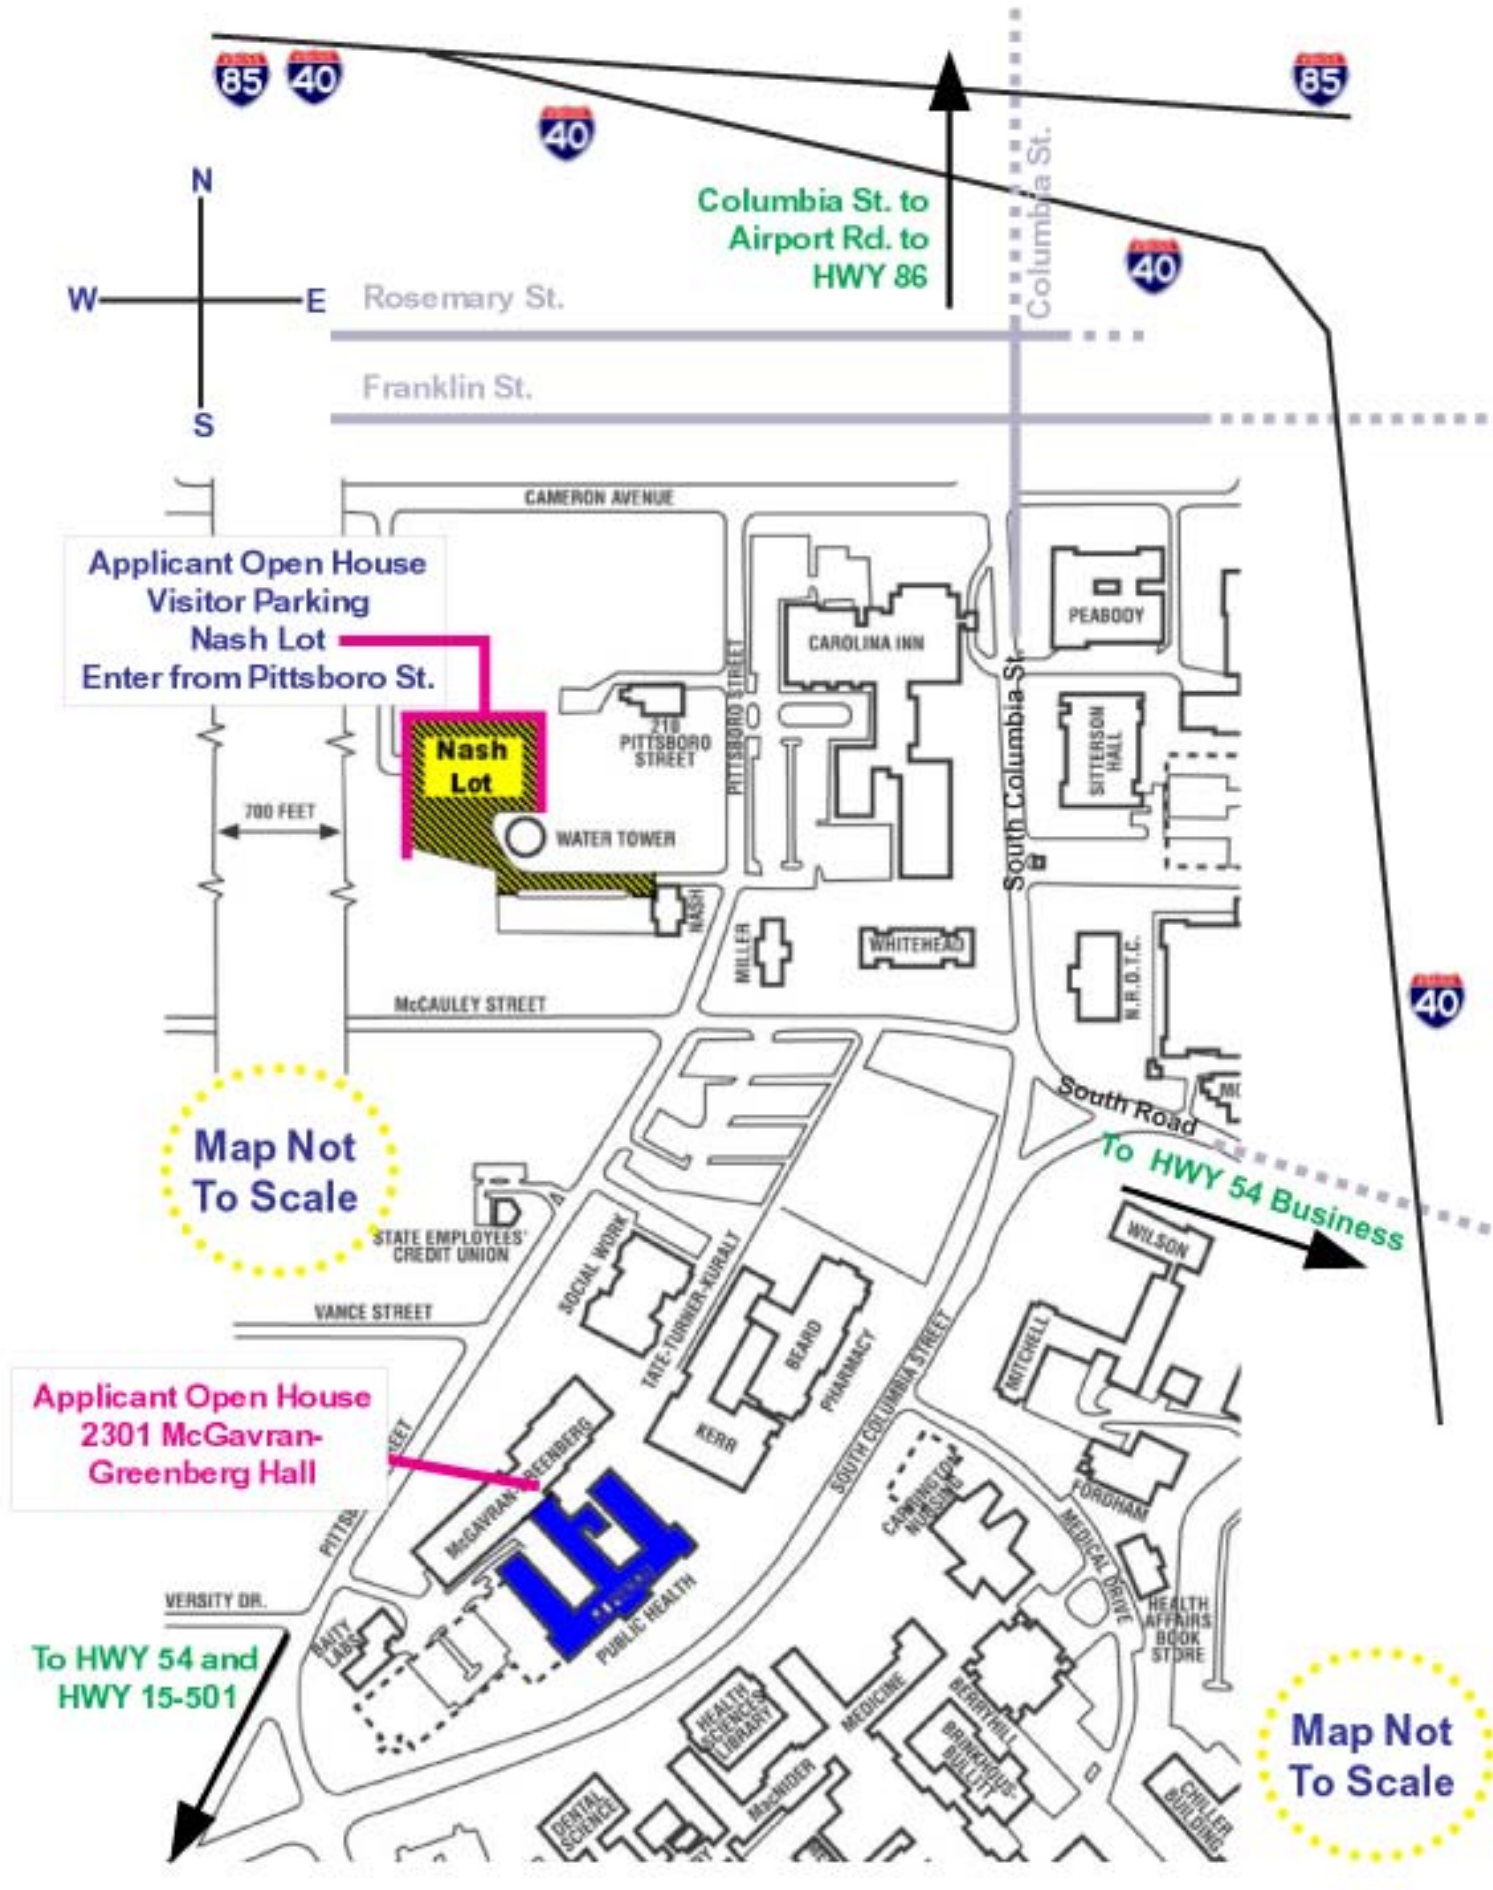 85
40
40
85
N
W
E
S
Columbia St. to
Airport Rd. to
HWY 86
Columbia St.
40
Rosemary St.
Franklin St.
CAMERON AVENUE
Applicant Open House
Visitor Parking
Nash Lot
Enter from Pittsboro St.
CAROLINA INN
PEABODY
PITTSBORO STREET
South Columbia St.
210
PITTSBORO
STREET
SITTERSON
HALL
Nash
Lot
700 FEET
WATER TOWER
NASH
MILLER
WHITEHEAD
N.R.O.T.C.
McCAULEY STREET
40
South Road
MO
Map Not
To Scale
To HWY 54 Business
WILSON
STATE EMPLOYEES'
CREDIT UNION
SOCIAL WORK
TATE-TURNER-KURALT
VANCE STREET
BEARD
PHARMACY
KERR
SOUTH COLUMBIA STREET
MITCHELL
Applicant Open House
2301 McGavran-
Greenberg Hall
EET
PITTSB
McGAVRAN-GREENBERG
CARRINGTON
NURSING
FORDHAM
MEDICAL DRIVE
PUBLIC HEALTH
VERSITY DR.
BAITY
LABS
HEALTH
AFFAIRS
BOOK
STORE
To HWY 54 and
HWY 15-501
HEALTH
SCIENCES
LIBRARY
MEDICINE
BERRYHILL
BRINKHOUS-
BULLITT
MacNIDER
DENTAL
SCIENCE
RY
CHILLER
BUILDING
Map Not
To Scale